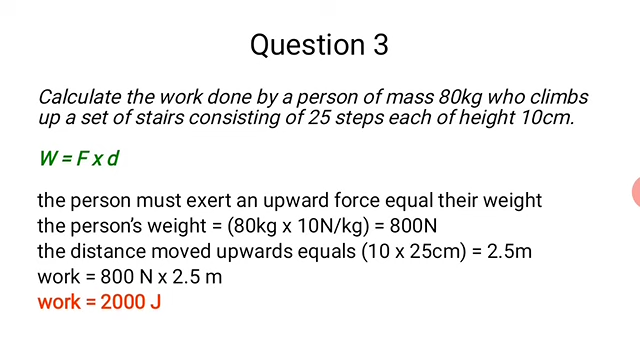 Question 3
Calculate the work done by a person of mass 80kg who climbs
up a set of stairs consisting of 25 steps each of height 10cm.
W = F x d
the person must exert an upward force equal their weight
the person's weight = (80kg x 10N/kg) = 800N
the distance moved upwards equals (10 x 25cm) = 2.5m
work = 800 N x 2.5 m
work = 2000 J